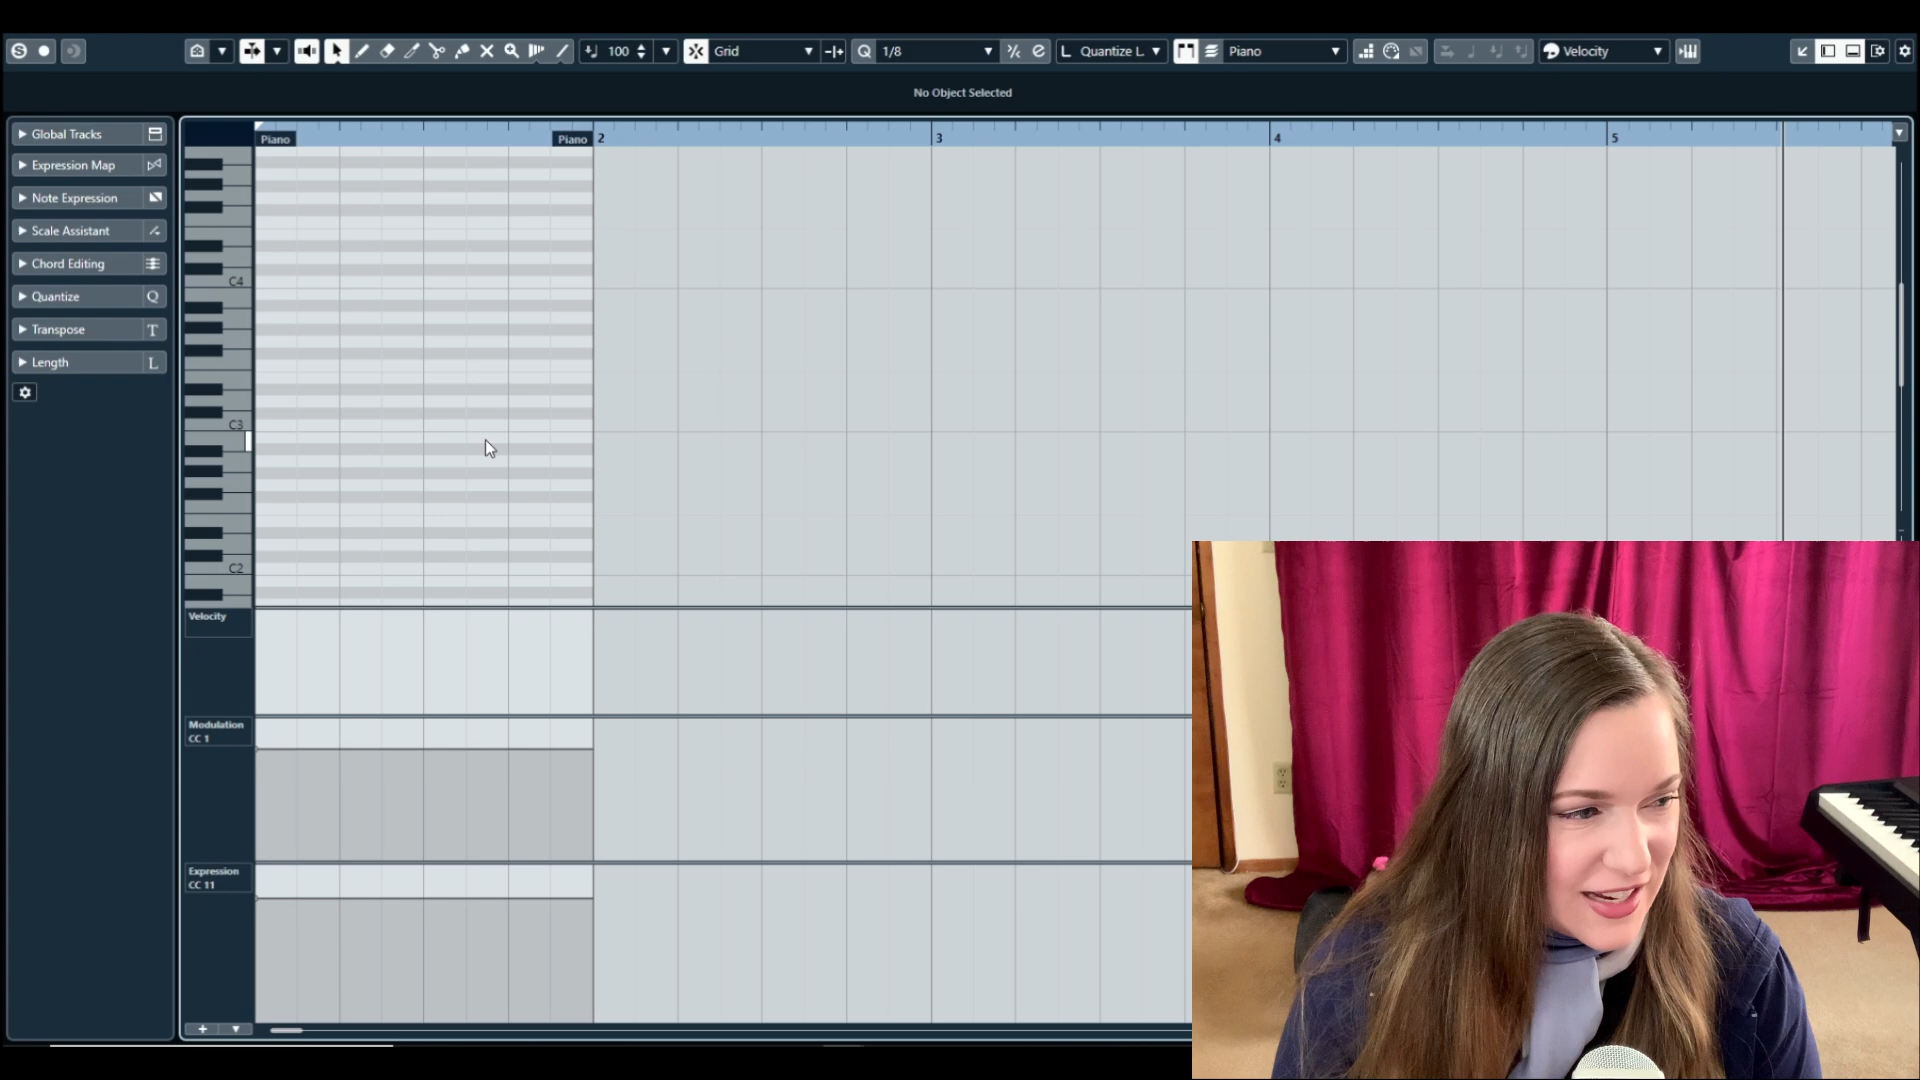 100 Grid Q 1/8 L Quantize L. Piano Velocity
No Object Selected
Global Tracks
Expression Map
Note Expression
Scale Assistant
Chord Editing
Quantize Q
Transpose T
Length L
Piano Piano 2 3 4 5
C4
C3
C2
Velocity
Modulation
CC 1
Expression
CC 11